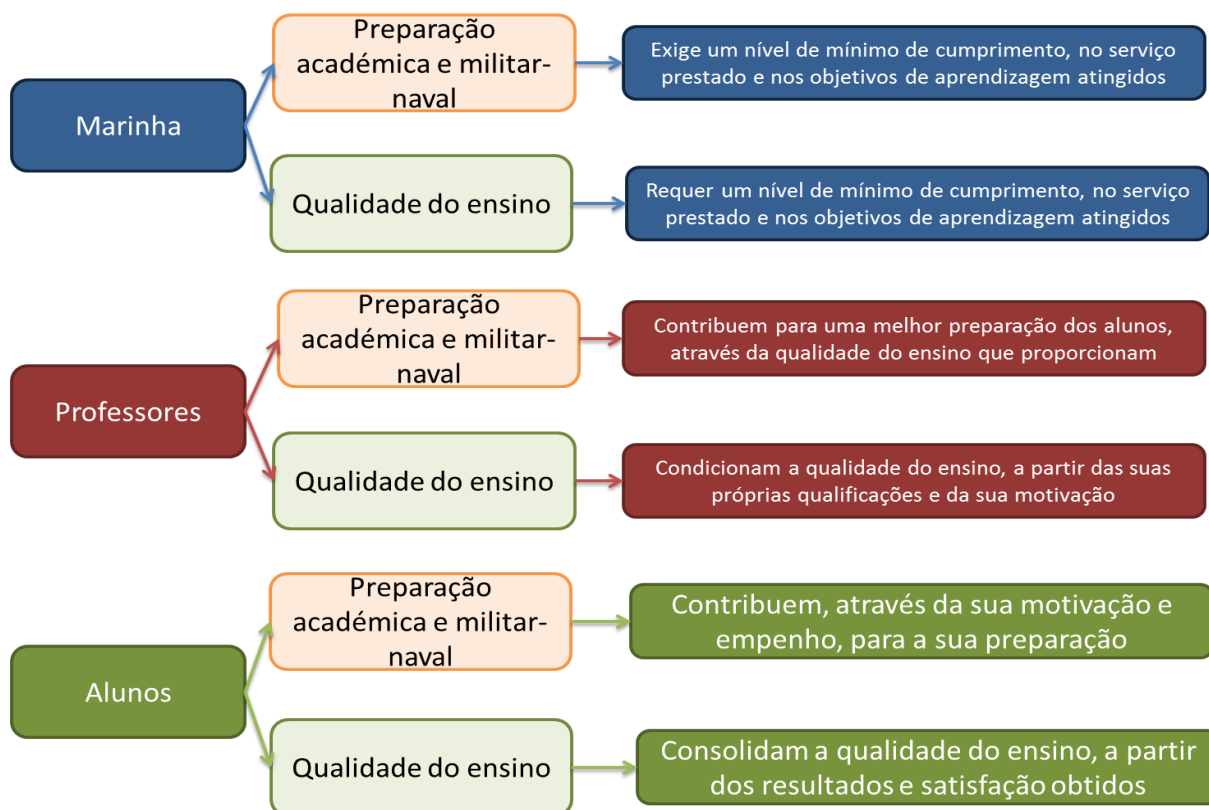 Marinha
Preparação
académica e militar-
naval
Exige um nível de mínimo de cumprimento, no serviço
prestado e nos objetivos de aprendizagem atingidos
Qualidade do ensino
Requer um nível de mínimo de cumprimento, no serviço
prestado e nos objetivos de aprendizagem atingidos
Professores
Preparação
académica e militar-
naval
Contribuem para uma melhor preparação dos alunos,
através da qualidade do ensino que proporcionam
Qualidade do ensino
Condicionam a qualidade do ensino, a partir das suas
próprias qualificações e da sua motivação
Alunos
Preparação
académica e militar-
naval
Contribuem, através da sua motivação e
empenho, para a sua preparação
Qualidade do ensino
Consolidam a qualidade do ensino, a partir
dos resultados e satisfação obtidos